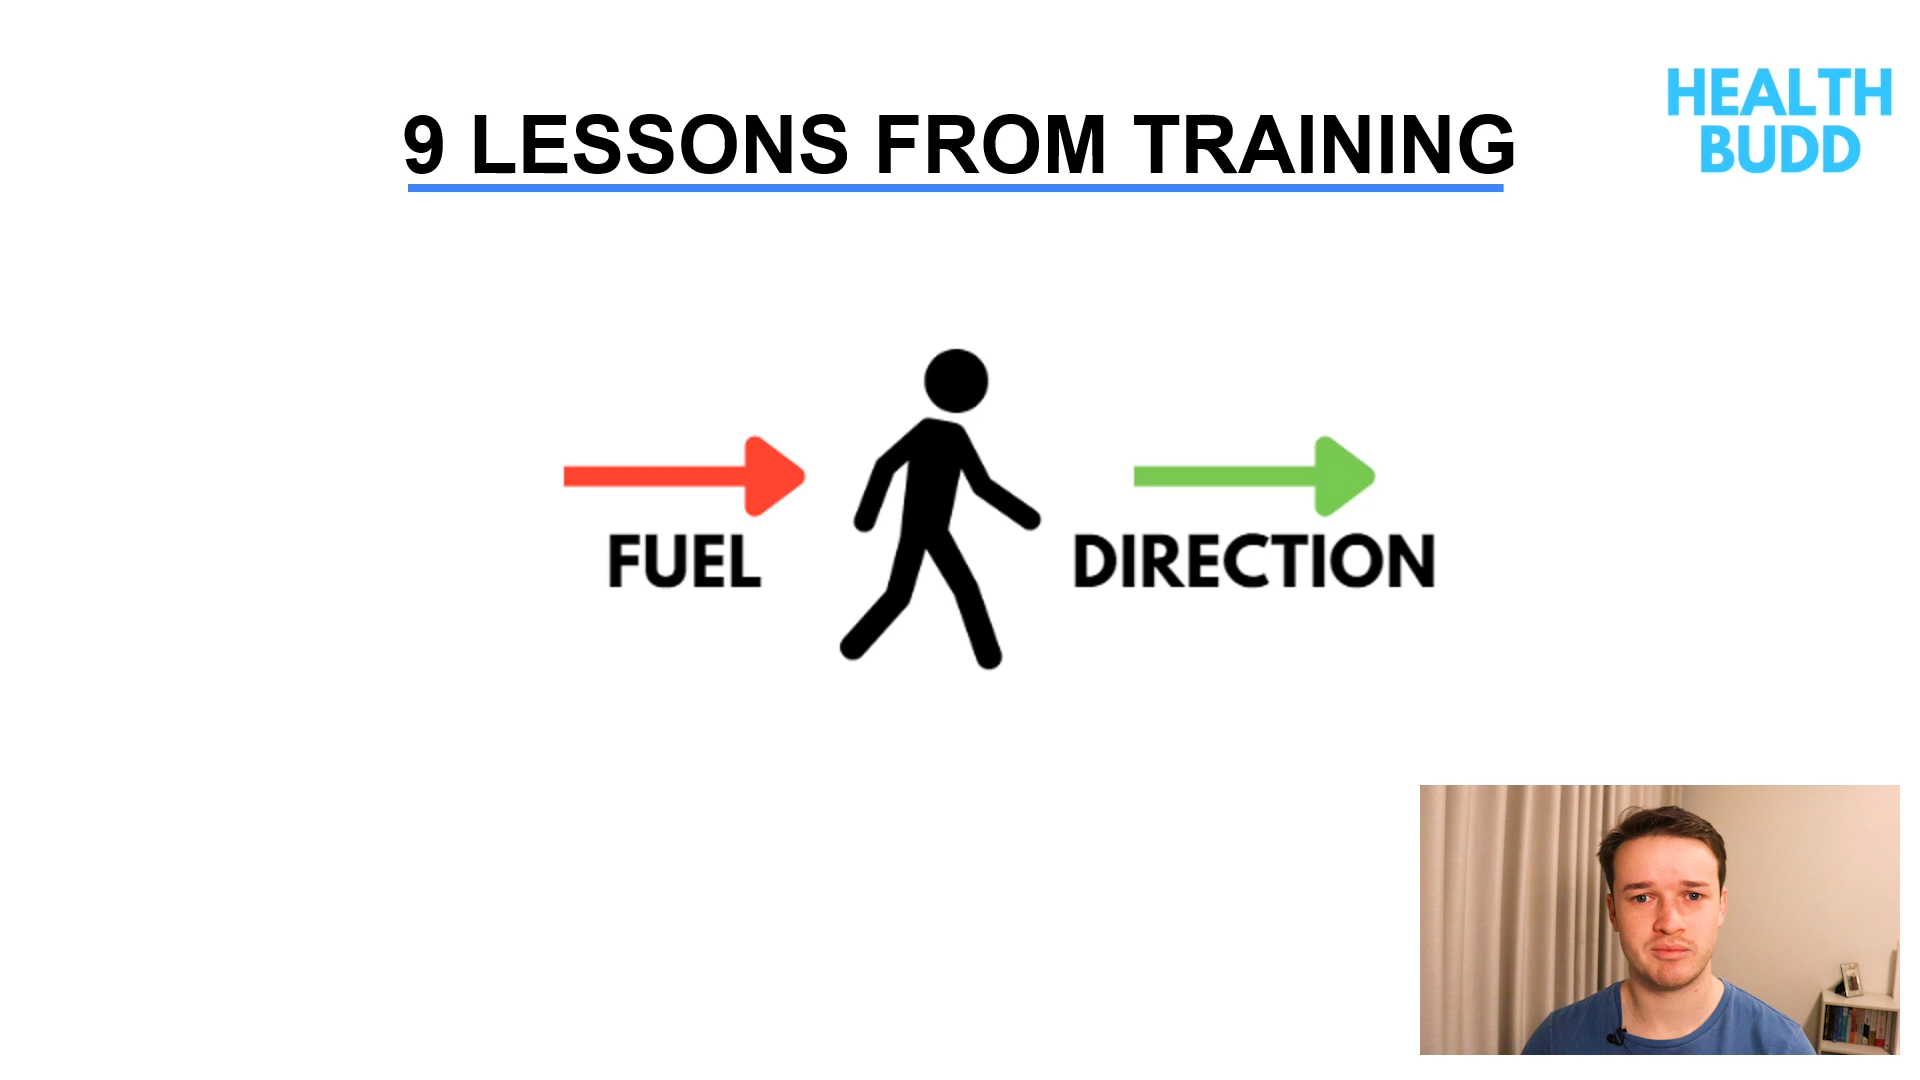 9 LESSONS FROM TRAINING
HEALTH
BUDD
FUEL
DIRECTION